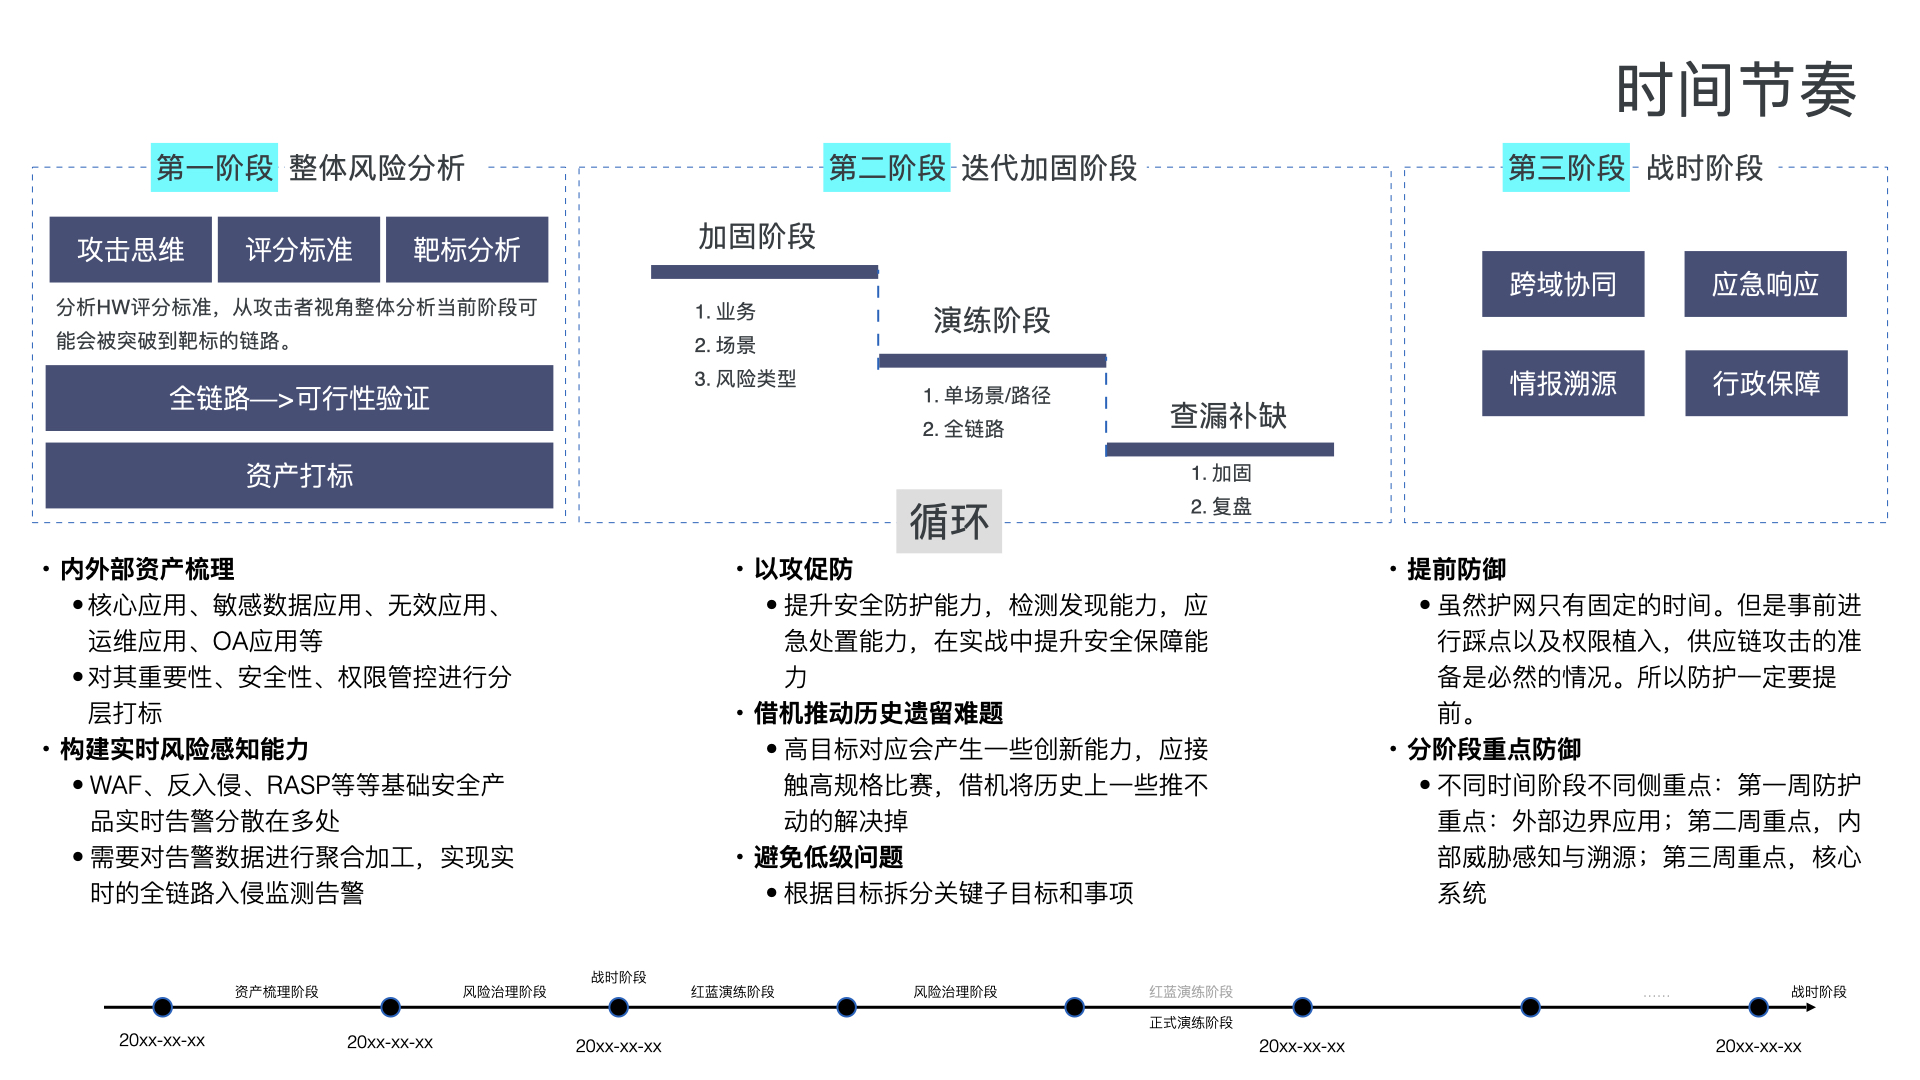 时间节奏
第一阶段 整体风险分析
攻击思维
评分标准
靶标分析
分析HW评分标准，从攻击者视角整体分析当前阶段可
能会被突破到靶标的链路。
全链路—>可行性验证
资产打标
第二阶段 迭代加固阶段
加固阶段
1. 业务
2. 场景
3. 风险类型
演练阶段
1. 单场景/路径
2. 全链路
查漏补缺
1. 加固
2. 复盘
循环
第三阶段 战时阶段
跨域协同
应急响应
情报溯源
行政保障
· 内外部资产梳理
●核心应用、敏感数据应用、无效应用、
运维应用、OA应用等
●对其重要性、安全性、权限管控进行分
层打标
· 构建实时风险感知能力
●WAF、反入侵、RASP等等基础安全产
品实时告警分散在多处
●需要对告警数据进行聚合加工，实现实
时的全链路入侵监测告警
· 以攻促防
●提升安全防护能力，检测发现能力，应
急处置能力，在实战中提升安全保障能
力
· 借机推动历史遗留难题
●高目标对应会产生一些创新能力，应接
触高规格比赛，借机将历史上一些推不
动的解决掉
· 避免低级问题
●根据目标拆分关键子目标和事项
· 提前防御
●虽然护网只有固定的时间。但是事前进
行踩点以及权限植入，供应链攻击的准
备是必然的情况。所以防护一定要提
前。
· 分阶段重点防御
●不同时间阶段不同侧重点：第一周防护
重点：外部边界应用；第二周重点，内
部威胁感知与溯源；第三周重点，核心
系统
资产梳理阶段
风险治理阶段
战时阶段
红蓝演练阶段
风险治理阶段
红蓝演练阶段
正式演练阶段
……
战时阶段
20xx-xx-xx
20xx-xx-xx
20xx-xx-xx
20xx-xx-xx
20xx-xx-xx